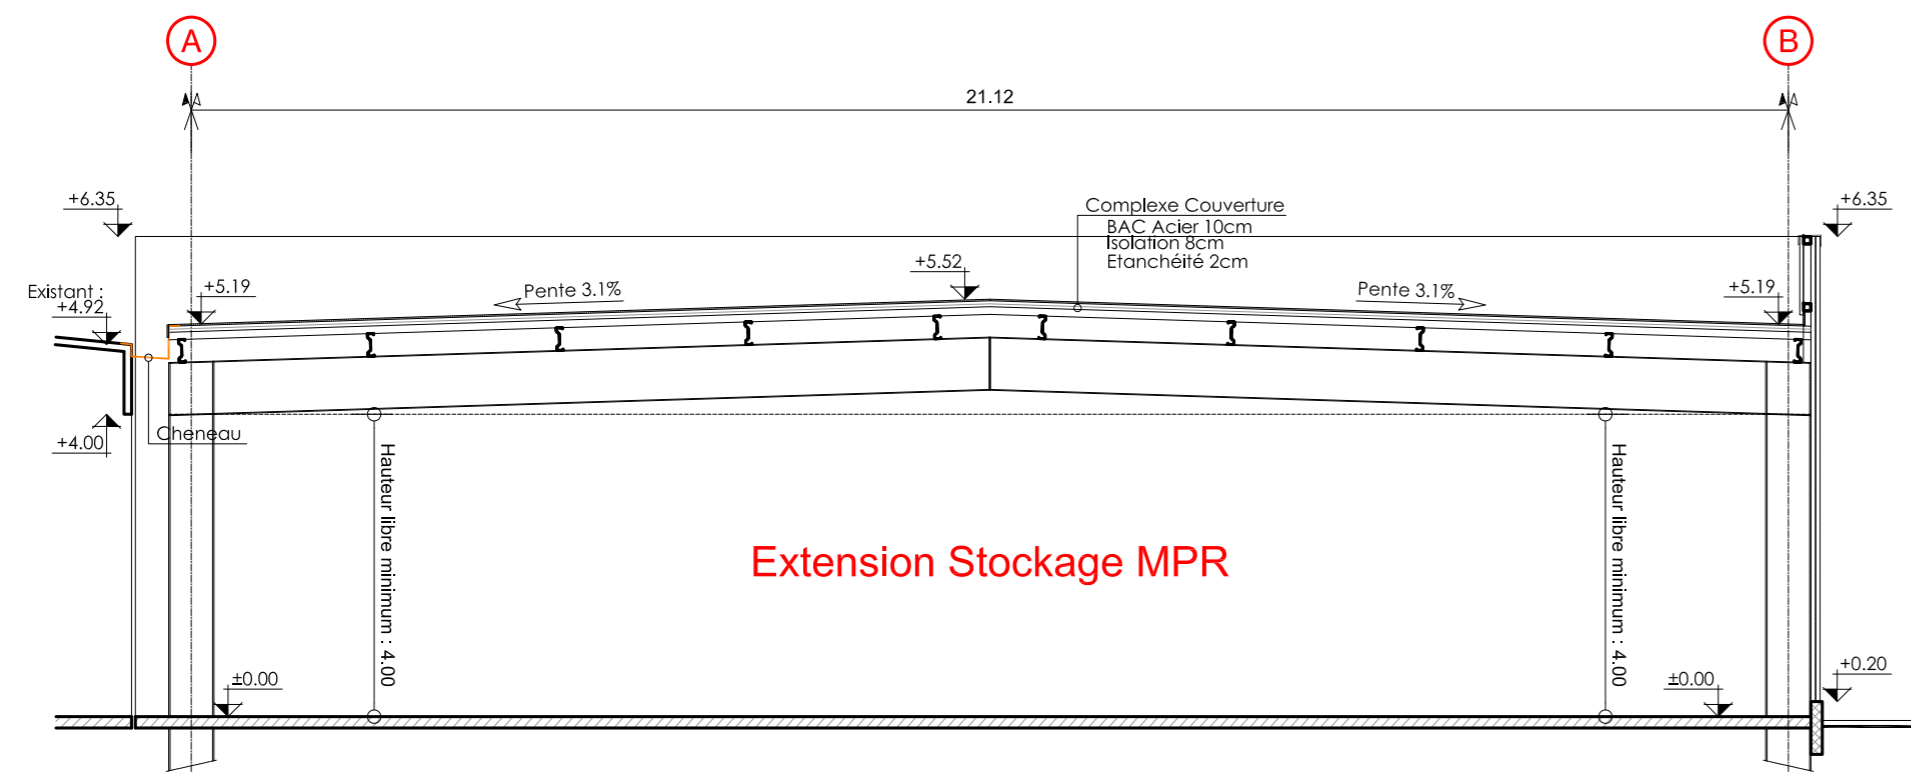 A
B
21.12
+6.35
+6.35
Complexe Couverture
BAC Acier 10cm
Isolation 8cm
Etanchéité 2cm
+5.52
Existant :
+4.92
+5.19
Pente 3.1%
Pente 3.1%
+5.19
+4.00
Cheneau
Hauteur libre minimum : 4.00
Hauteur libre minimum : 4.00
Extension Stockage MPR
±0.00
±0.00
+0.20